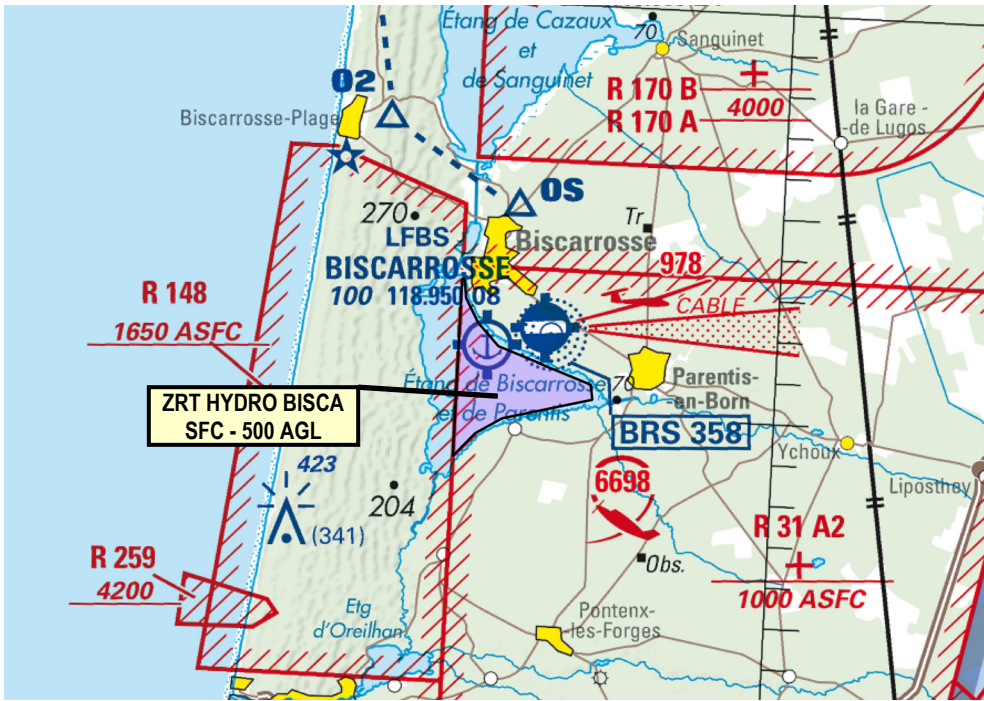 Étang de Cazaux
et
de Sanguinet
70
Sanguinet
O2
Biscarrosse-Plage
R 170 B
R 170 A
4000
la Gare -
-de Lugos
OS
270
LFBS
Tr
Biscarrosse
BISCARROSSE
100 118.950 08
978
CABLE
R 148
1650 ASFC
ZRT HYDRO BISCA
SFC - 500 AGL
Étang de Biscarrosse
et de Parentis
70
Parentis-
-en-Born
BRS 358
Ychoux
Liposthey
423
(341)
204
6698
Obs.
R 31 A2
1000 ASFC
R 259
4200
Etg
d'Oreilhan
Pontenx-
-les-Forges